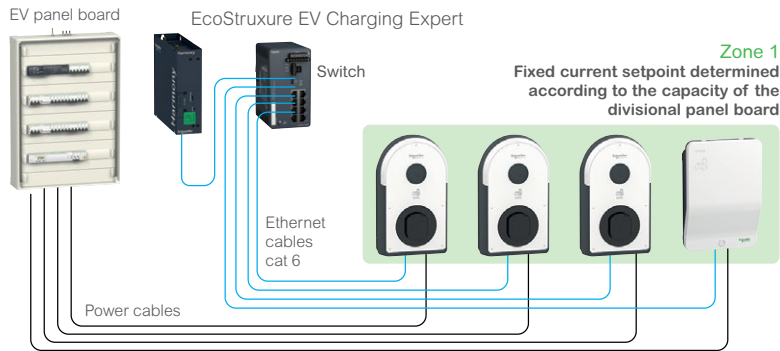 EV panel board
EcoStruxure EV Charging Expert
Switch
Zone 1
Fixed current setpoint determined
according to the capacity of the
divisional panel board
Harmony
Ethernet
cables
cat 6
Power cables